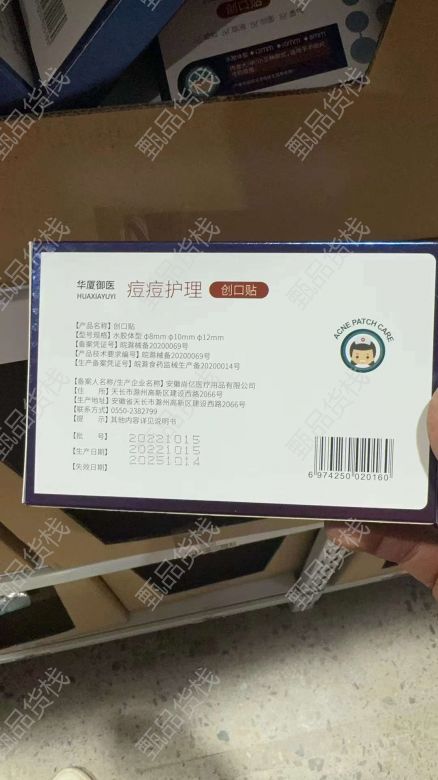 创口贴
华厦御医
HUAXIAYUYI
痘痘护理 创口贴
ACNE PATCH CARE
【产品名称】创口贴
【型号规格】水胶体型 φ8mm φ10mm φ12mm
【备案凭证号】皖滁械备20200069号
【产品技术要求编号】皖滁械备20200069号
【生产备案凭证号】皖滁食药监械生产备20200014号
【备案人名称/生产企业名称】安徽尚亿医疗用品有限公司
【住 所】天长市滁州高新区建设西路2066号
【生产地址】安徽省天长市滁州高新区建设西路2066号
【联系方式】0550-2382799
【提 示】其他内容详见说明书
【批 号】 20221015
【生产日期】 20221015
【失效日期】 20251014
6 974250 020160
甄品货栈